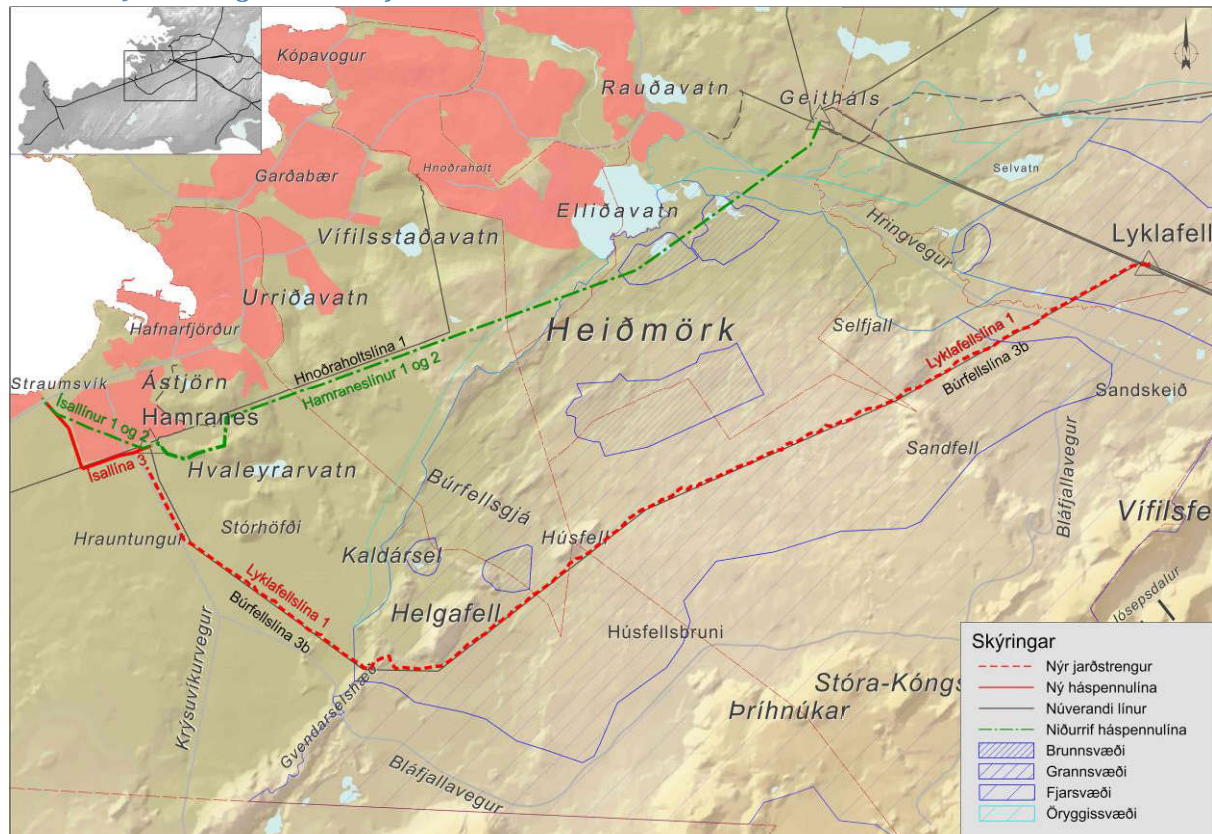 Kópavogur
Rauðavatn
Geitháls
Hnoðraholt
Selvatn
Garðabær
Elliðavatn
Vífilsstaðavatn
Hringvegur
Lyklafell
Urriðavatn
Hafnarfjörður
Heiðmörk
Selfjall
Lyklafellslína 1
Búrfellslína 3b
Hnoðraholtslína 1
Hamraneslínur 1 og 2
Straumsvík
Ástjörn
Ísallínur 1 og 2
Hamranes
Sandskeið
Ísallína 3
Hvaleyrarvatn
Sandfell
Bláfjallavegur
Búrfellsgjá
Vífilsfe
Stórhöfði
Hrauntungur
Húsfell
Kaldársel
Lyklafellslína 1
Búrfellslína 3b
Helgafell
Jósepsdalur
Húsfellsbruni
Krýsuvíkurvegur
Gvendarselshæð
Stóra-Kóngs
Þríhnúkar
Bláfjallavegur
Skýringar
Nýr jarðstrengur
Ný háspennulína
Núverandi línur
Niðurrif háspennulína
Brunnsvæði
Grannsvæði
Fjarsvæði
Öryggissvæði